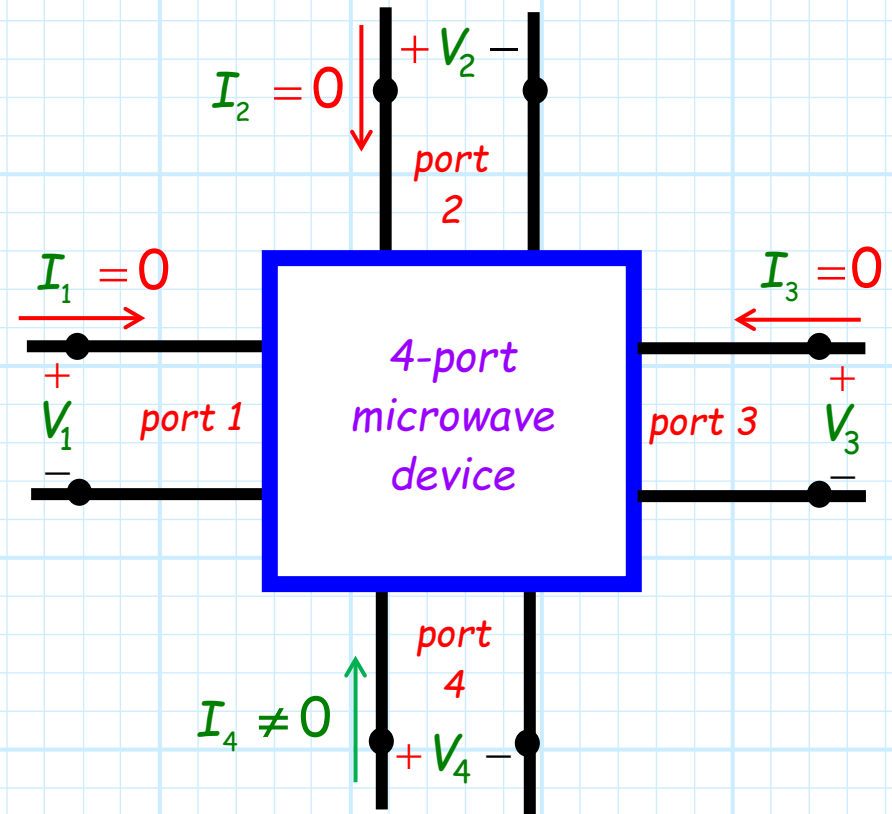 + V₂ −
I₂ = 0
port
2
I₁ = 0
I₃ = 0
+
V₁
−
port 1
4-port
microwave
device
port 3
+
V₃
−
port
4
I₄ ≠ 0
+ V₄ −